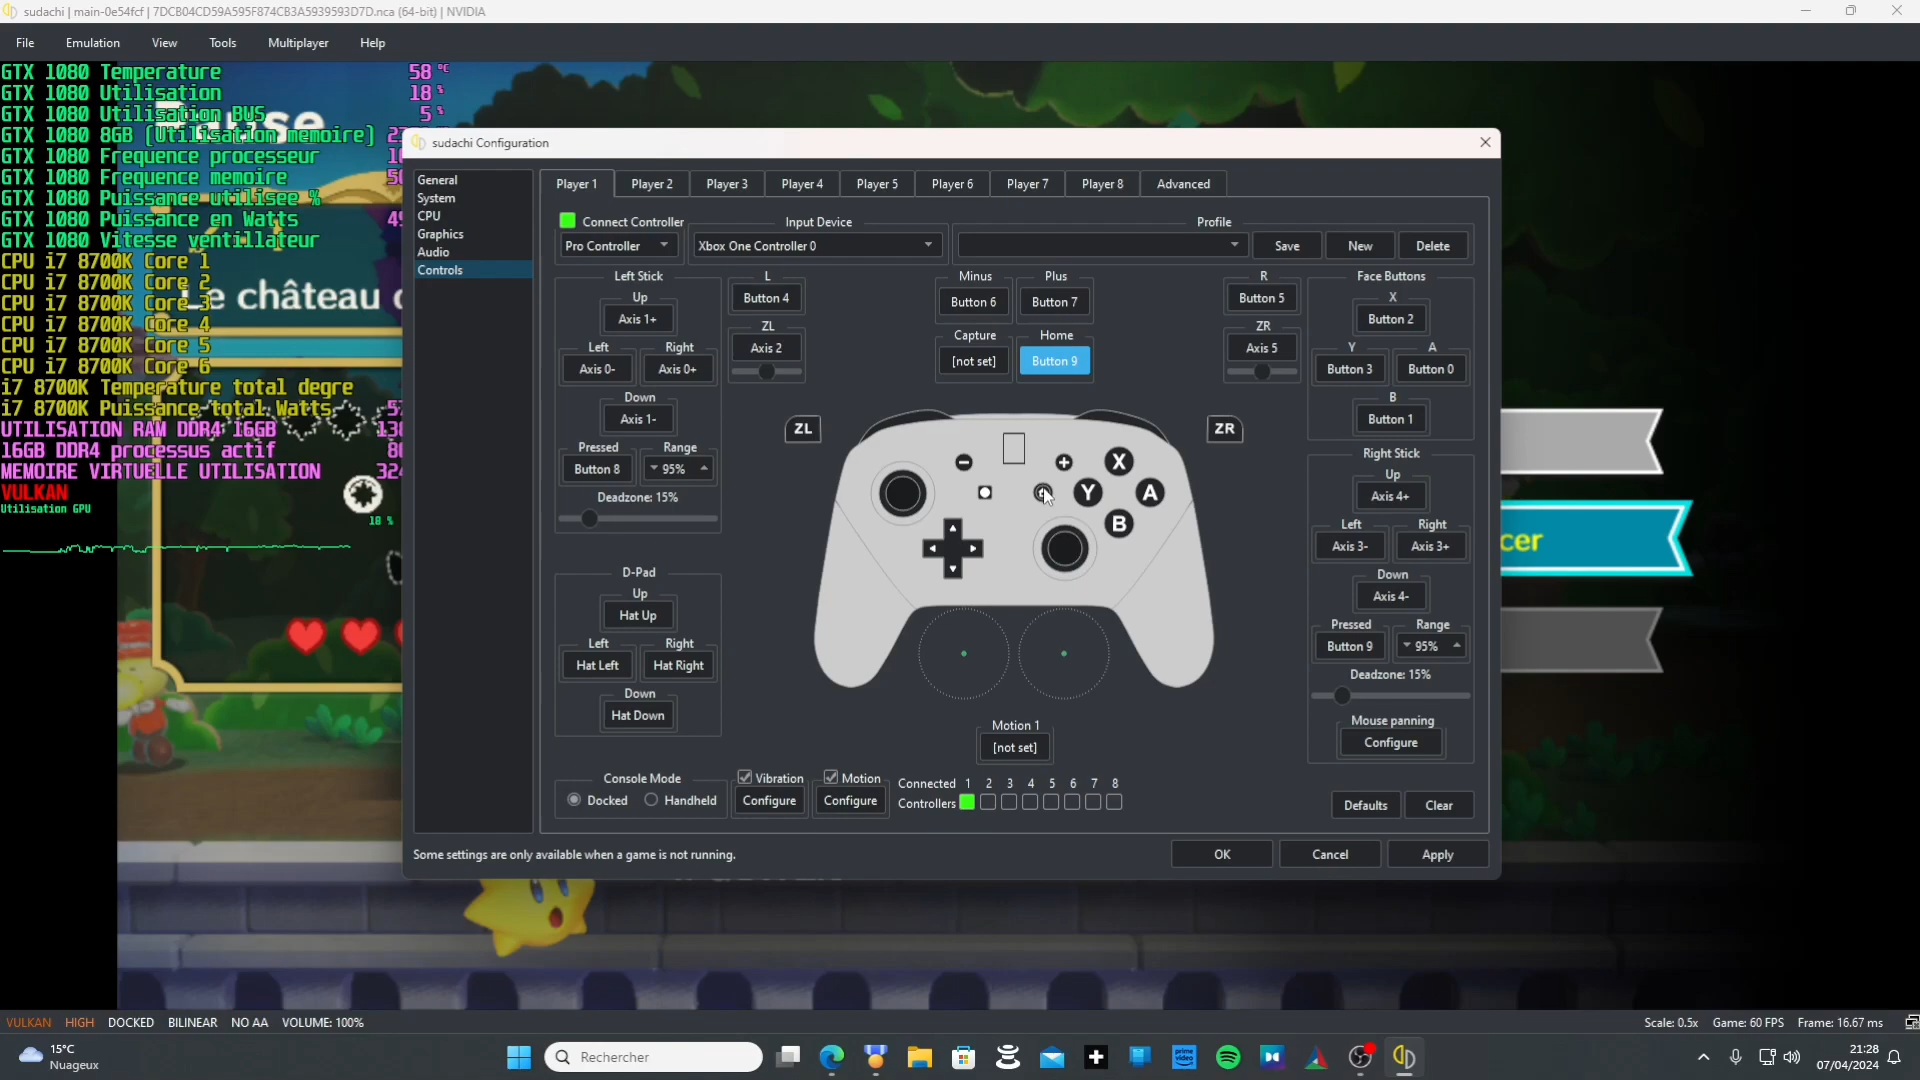 sudachi | main-0e54fcf | 7DCB04CD59A595F874CB3A5939593D7D.nca (64-bit) | NVIDIA
File Emulation View Tools Multiplayer Help
GTX 1080 Temperature 58 °C
GTX 1080 Utilisation 18 %
GTX 1080 Utilisation BUS 5 %
GTX 1080 8GB (Utilisation memoire)
GTX 1080 Frequence processeur
GTX 1080 Frequence memoire
GTX 1080 Puissance utilisee %
GTX 1080 Puissance en Watts
GTX 1080 Vitesse ventillateur
CPU i7 8700K Core 1
CPU i7 8700K Core 2
CPU i7 8700K Core 3
CPU i7 8700K Core 4
CPU i7 8700K Core 5
CPU i7 8700K Core 6
i7 8700K Temperature total degre
i7 8700K Puissance total Watts
UTILISATION RAM DDR4 16GB
16GB DDR4 processus actif
MEMOIRE VIRTUELLE UTILISATION
VULKAN
Utilisation GPU
18 %
Pause
Le château
cer
sudachi Configuration
General
System
CPU
Graphics
Audio
Controls
Player 1 Player 2 Player 3 Player 4 Player 5 Player 6 Player 7 Player 8 Advanced
Connect Controller Input Device Profile
Pro Controller Xbox One Controller 0 Save New Delete
Left Stick
Up
Axis 1+
Left Right
Axis 0- Axis 0+
Down
Axis 1-
Pressed Range
Button 8 95%
Deadzone: 15%
D-Pad
Up
Hat Up
Left Right
Hat Left Hat Right
Down
Hat Down
L
Button 4
ZL
Axis 2
Minus Plus
Button 6 Button 7
Capture Home
[not set] Button 9
R
Button 5
ZR
Axis 5
ZL ZR
X
Y A
B
Motion 1
[not set]
Face Buttons
X
Button 2
Y A
Button 3 Button 0
B
Button 1
Right Stick
Up
Axis 4+
Left Right
Axis 3- Axis 3+
Down
Axis 4-
Pressed Range
Button 9 95%
Deadzone: 15%
Mouse panning
Configure
Console Mode
Docked Handheld
Vibration
Configure
Motion
Configure
Connected 1 2 3 4 5 6 7 8
Controllers
Defaults Clear
Some settings are only available when a game is not running.
OK Cancel Apply
VULKAN HIGH DOCKED BILINEAR NO AA VOLUME: 100%
Scale: 0.5x Game: 60 FPS Frame: 16.67 ms
15°C
Nuageux
Rechercher
prime video
21:28
07/04/2024